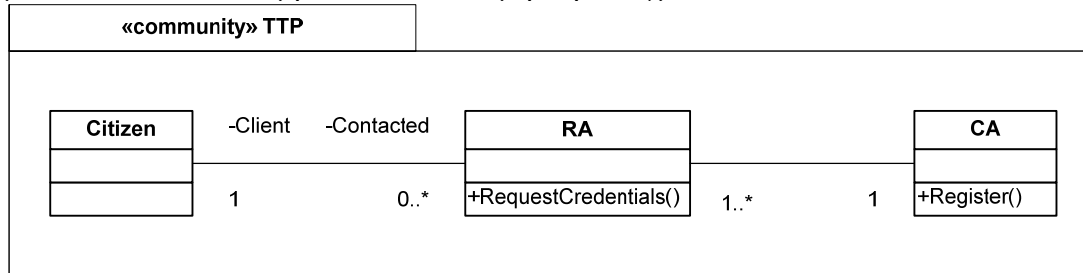 «community» TTP
Citizen
-Client
-Contacted
RA
CA
1
0..*
+RequestCredentials()
1..*
1
+Register()